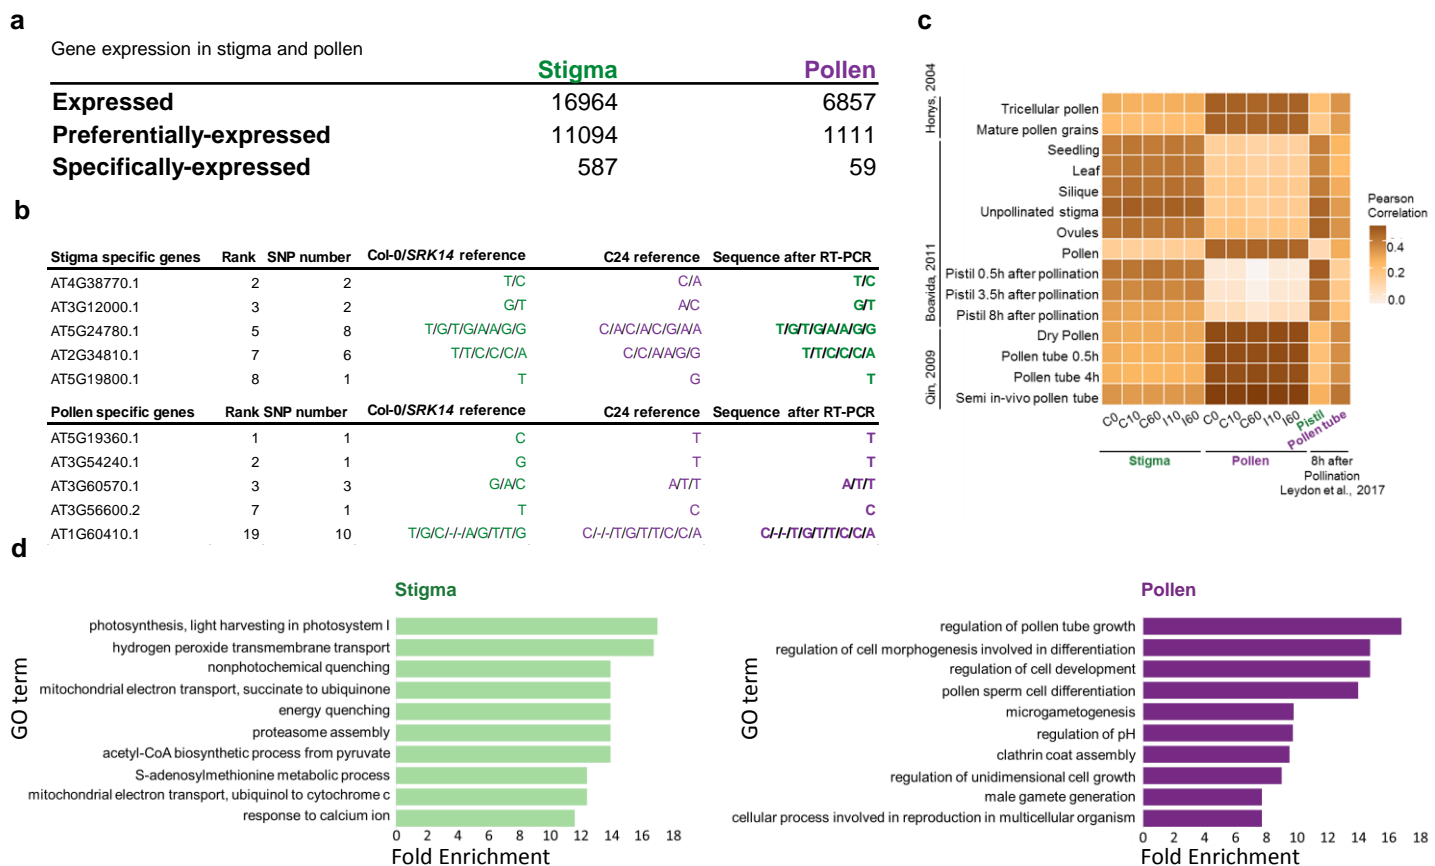 a
Gene expression in stigma and pollen
Stigma Pollen
Expressed 16964 6857
Preferentially-expressed 11094 1111
Specifically-expressed 587 59
b
Stigma specific genes Rank SNP number Col-0/SRK14 reference C24 reference Sequence after RT-PCR
AT4G38770.1 2 2 T/C C/A T/C
AT3G12000.1 3 2 G/T A/C G/T
AT5G24780.1 5 8 T/G/T/G/A/A/G/G C/A/C/A/C/G/A/A T/G/T/G/A/A/G/G
AT2G34810.1 7 6 T/T/C/C/C/A C/C/A/A/G/G T/T/C/C/C/A
AT5G19800.1 8 1 T G T
Pollen specific genes Rank SNP number Col-0/SRK14 reference C24 reference Sequence after RT-PCR
AT5G19360.1 1 1 C T T
AT3G54240.1 2 1 G T T
AT3G60570.1 3 3 G/A/C A/T/T A/T/T
AT3G56600.2 7 1 T C C
AT1G60410.1 19 10 T/G/C/-/-/A/G/T/T/G C/-/-/T/G/T/T/C/C/A C/-/-/T/G/T/T/C/C/A
c
Honys, 2004
Tricellular pollen
Mature pollen grains
Boavida, 2011
Seedling
Leaf
Silique
Unpollinated stigma
Ovules
Pollen
Pistil 0.5h after pollination
Pistil 3.5h after pollination
Pistil 8h after pollination
Qin, 2009
Dry Pollen
Pollen tube 0.5h
Pollen tube 4h
Semi in-vivo pollen tube
C0 C10 C60 I10 I60 C0 C10 C60 I10 I60 Pistil Pollen tube
Stigma Pollen 8h after
Pollination
Leydon et al., 2017
Pearson
Correlation
0.4
0.2
0.0
d
Stigma
GO term
photosynthesis, light harvesting in photosystem I
hydrogen peroxide transmembrane transport
nonphotochemical quenching
mitochondrial electron transport, succinate to ubiquinone
energy quenching
proteasome assembly
acetyl-CoA biosynthetic process from pyruvate
S-adenosylmethionine metabolic process
mitochondrial electron transport, ubiquinol to cytochrome c
response to calcium ion
0 2 4 6 8 10 12 14 16 18
Fold Enrichment
Pollen
GO term
regulation of pollen tube growth
regulation of cell morphogenesis involved in differentiation
regulation of cell development
pollen sperm cell differentiation
microgametogenesis
regulation of pH
clathrin coat assembly
regulation of unidimensional cell growth
male gamete generation
cellular process involved in reproduction in multicellular organism
0 2 4 6 8 10 12 14 16 18
Fold Enrichment